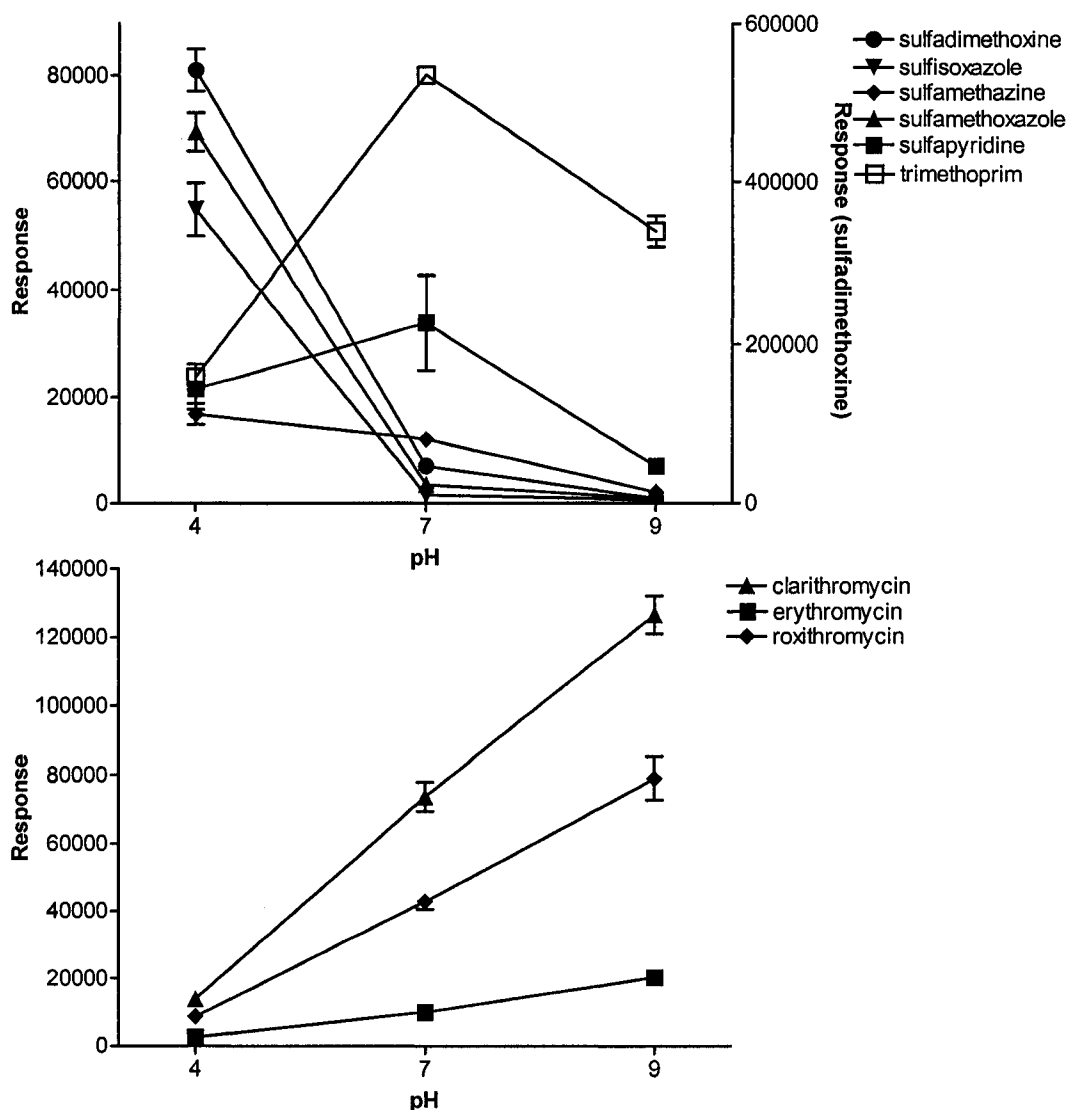 600000
80000
60000
40000
20000
0
Response
400000
200000
0
Response (sulfadimethoxine)
sulfadimethoxine
sulfisoxazole
sulfamethazine
sulfamethoxazole
sulfapyridine
trimethoprim
4
7
9
pH
140000
120000
100000
80000
60000
40000
20000
0
Response
clarithromycin
erythromycin
roxithromycin
4
7
9
pH